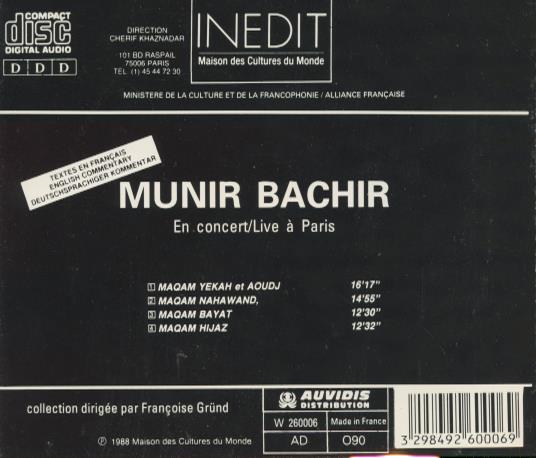 COMPACT
disc
DIGITAL AUDIO
D D D
DIRECTION
CHERIF KHAZNADAR
101 BD RASPAIL
75006 PARIS
TEL (1) 45 44 72 30
INEDIT
Maison des Cultures du Monde
MINISTERE DE LA CULTURE ET DE LA FRANCOPHONIE / ALLIANCE FRANÇAISE
TEXTES EN FRANÇAIS
ENGLISH COMMENTARY
DEUTSCHSPRACHIGER KOMMENTAR
MUNIR BACHIR
En concert/Live à Paris
1 MAQAM YEKAH et AOUDJ 16'17"
2 MAQAM NAHAWAND, 14'55"
3 MAQAM BAYAT 12'30"
4 MAQAM HIJAZ 12'32"
collection dirigée par Françoise Gründ
℗ 1988 Maison des Cultures du Monde
AUVIDIS
DISTRIBUTION
W 260006 Made in France
AD O90
3 298492 600069